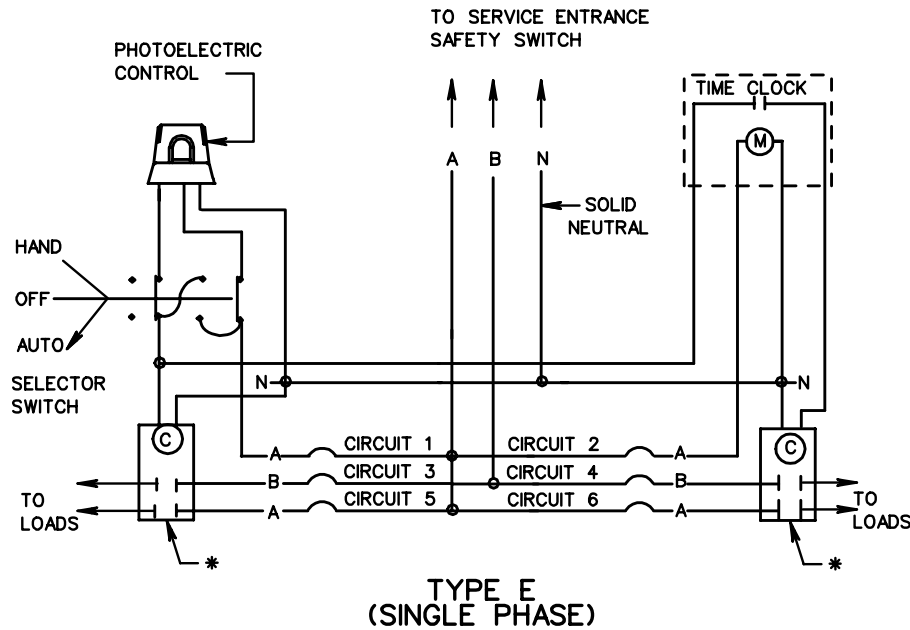 TO SERVICE ENTRANCE
SAFETY SWITCH
PHOTOELECTRIC
CONTROL
TIME CLOCK
M
A B N
SOLID
NEUTRAL
HAND
OFF
AUTO
SELECTOR
SWITCH
N
N
C
A CIRCUIT 1 CIRCUIT 2 A
C
B CIRCUIT 3 CIRCUIT 4 B
A CIRCUIT 5 CIRCUIT 6 A
TO
LOADS
TO
LOADS
*
*
TYPE E
(SINGLE PHASE)